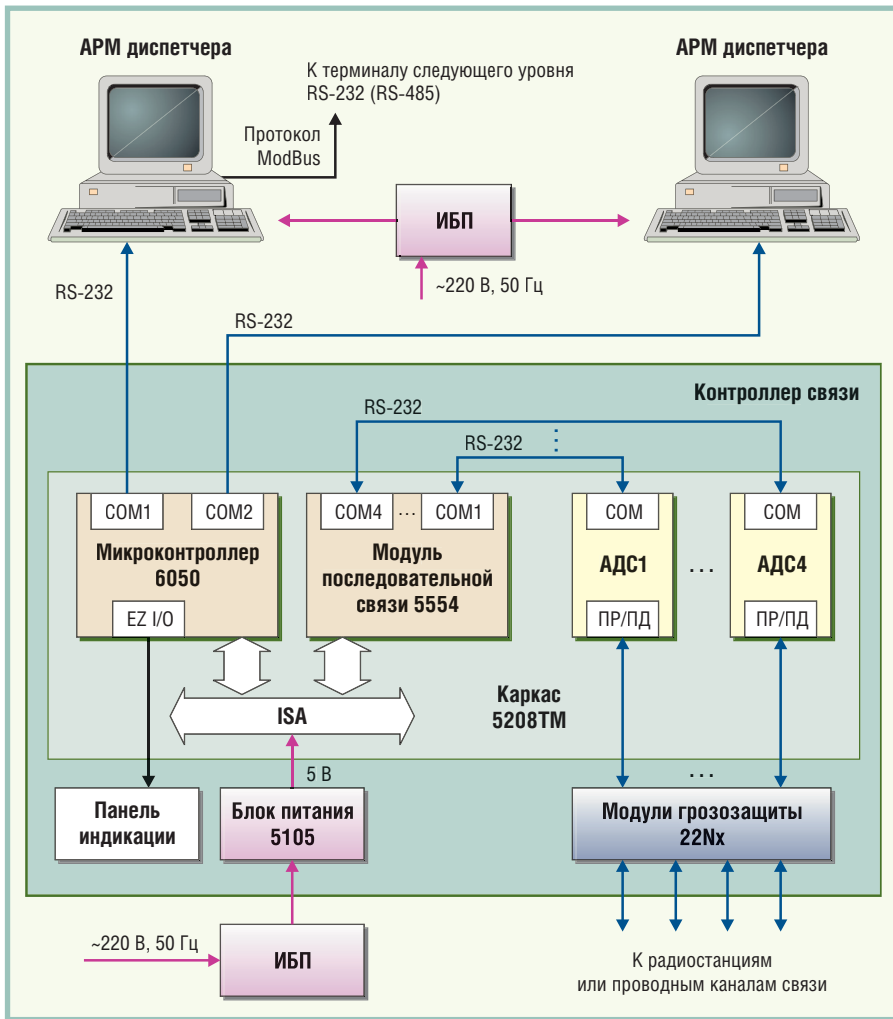 АРМ диспетчера
АРМ диспетчера
К терминалу следующего уровня
RS-232 (RS-485)
Протокол
ModBus
ИБП
~220 В, 50 Гц
RS-232
RS-232
Контроллер связи
RS-232
RS-232
COM1
COM2
Микроконтроллер
6050
EZ I/O
COM4
...
COM1
Модуль
последовательной
связи 5554
COM
АДС1
ПР/ПД
...
COM
АДС4
ПР/ПД
ISA
Каркас
5208ТМ
5 В
...
Панель
индикации
Блок питания
5105
Модули грозозащиты
22Nx
~220 В, 50 Гц
ИБП
К радиостанциям
или проводным каналам связи